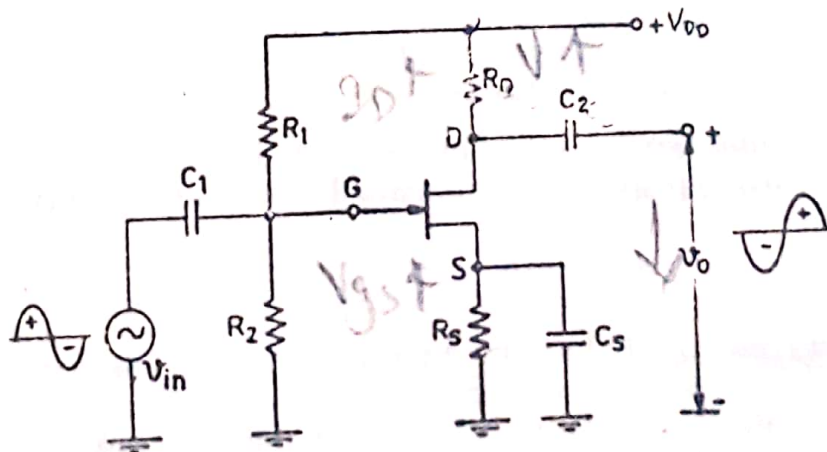 +VDD
RD
V↑
ID↑
C2
R1
D
+
C1
G
+
-
S
Vgs↑
↓
vo
+
-
R2
RS
CS
vin
-